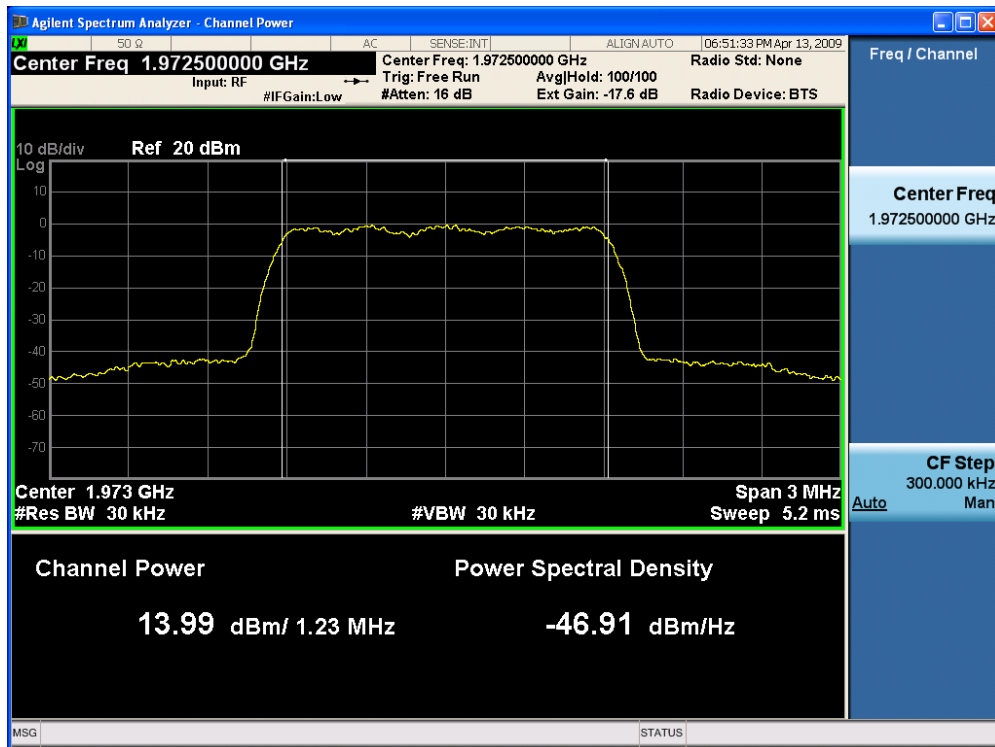 Agilent Spectrum Analyzer - Channel Power
LXI 50 Ω AC SENSE:INT ALIGN AUTO 06:51:33 PM Apr 13, 2009
Center Freq 1.972500000 GHz
Input: RF
#IFGain:Low
Center Freq: 1.972500000 GHz
Trig: Free Run Avg|Hold: 100/100
#Atten: 16 dB Ext Gain: -17.6 dB
Radio Std: None
Radio Device: BTS
10 dB/div Ref 20 dBm
Log
10
0
-10
-20
-30
-40
-50
-60
-70
Center 1.973 GHz Span 3 MHz
#Res BW 30 kHz #VBW 30 kHz Sweep 5.2 ms
Channel Power Power Spectral Density
13.99 dBm/ 1.23 MHz -46.91 dBm/Hz
MSG STATUS
Freq / Channel
Center Freq
1.972500000 GHz
CF Step
300.000 kHz
Auto Man